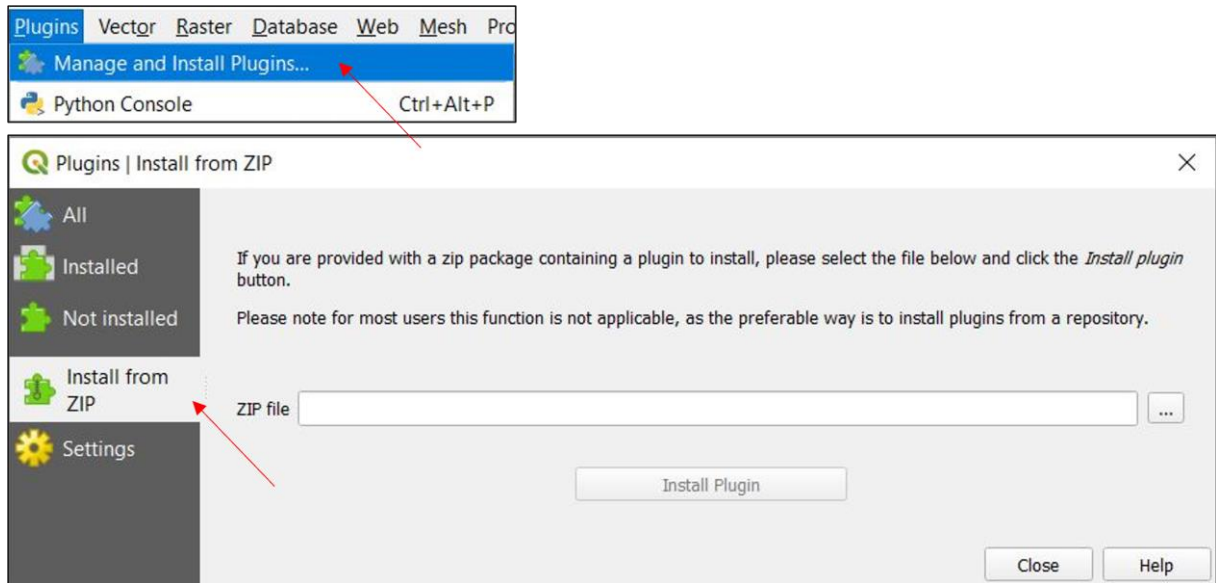 Plugins Vector Raster Database Web Mesh Pro
Manage and Install Plugins...
Python Console Ctrl+Alt+P
Plugins | Install from ZIP
All
Installed
Not installed
Install from
ZIP
Settings
If you are provided with a zip package containing a plugin to install, please select the file below and click the Install plugin
button.
Please note for most users this function is not applicable, as the preferable way is to install plugins from a repository.
ZIP file ...
Install Plugin
Close Help